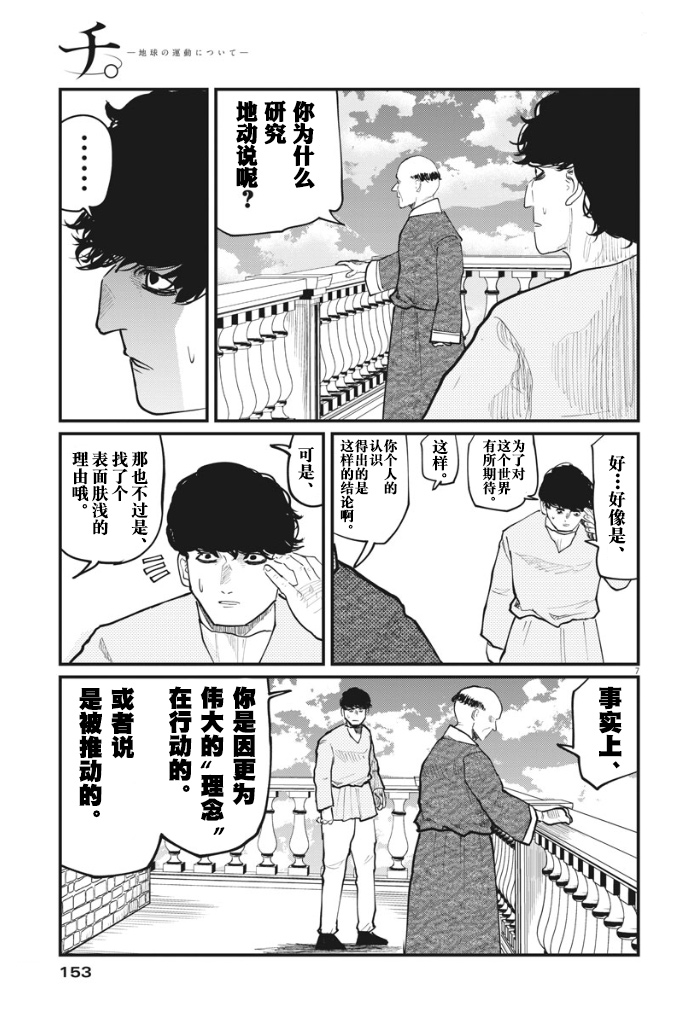 チ。
―地球の運動について―
你为什么
研究
地动说呢？
……
好…好像是、
为了对
这个世界
有所期待。
这样。
你个人的
认识
得出的是
这样的结论啊。
可是、
那也不过是、
找了个
表面肤浅的
理由哦。
7
事实上、
你是因更为
伟大的“理念”
在行动的。
或者说
是被推动的。
153